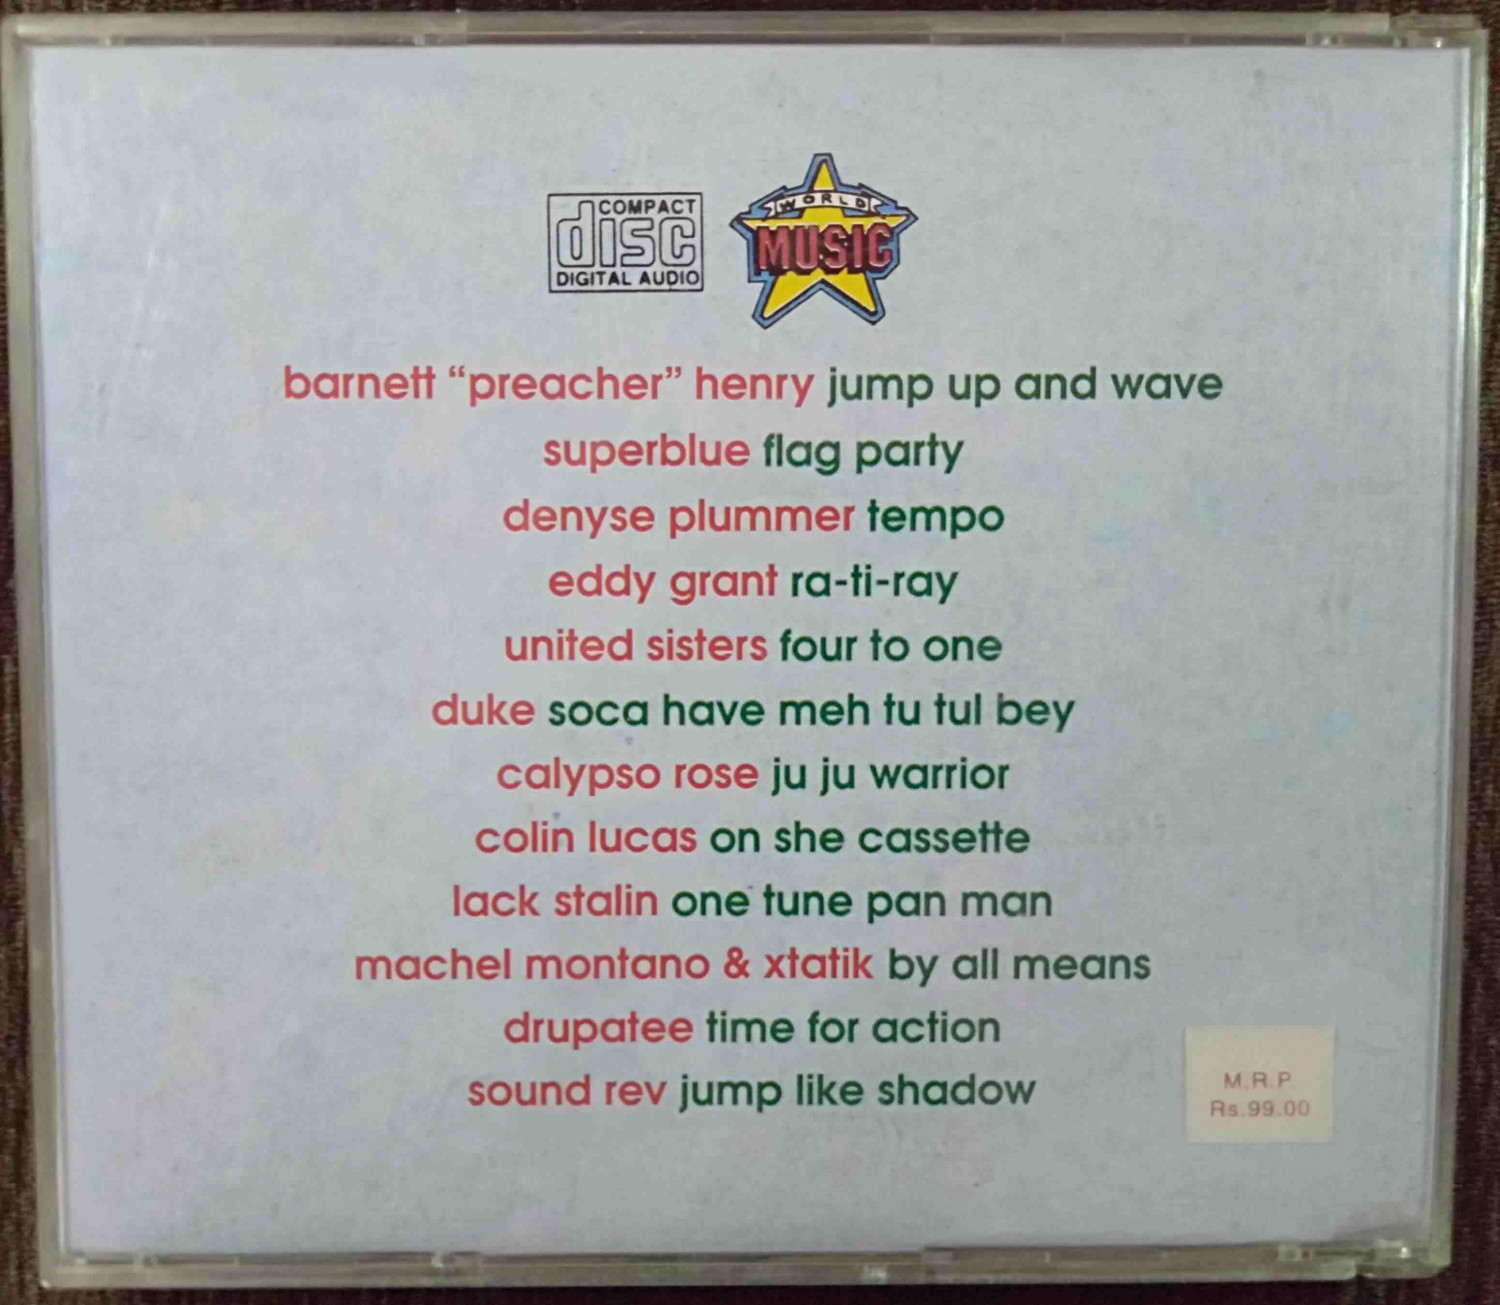 COMPACT
disc
DIGITAL AUDIO
WORLD
MUSIC
barnett “preacher” henry jump up and wave
superblue flag party
denyse plummer tempo
eddy grant ra-ti-ray
united sisters four to one
duke soca have meh tu tul bey
calypso rose ju ju warrior
colin lucas on she cassette
lack stalin one tune pan man
machel montano & xtatik by all means
drupatee time for action
sound rev jump like shadow
M.R.P.
Rs.99.00